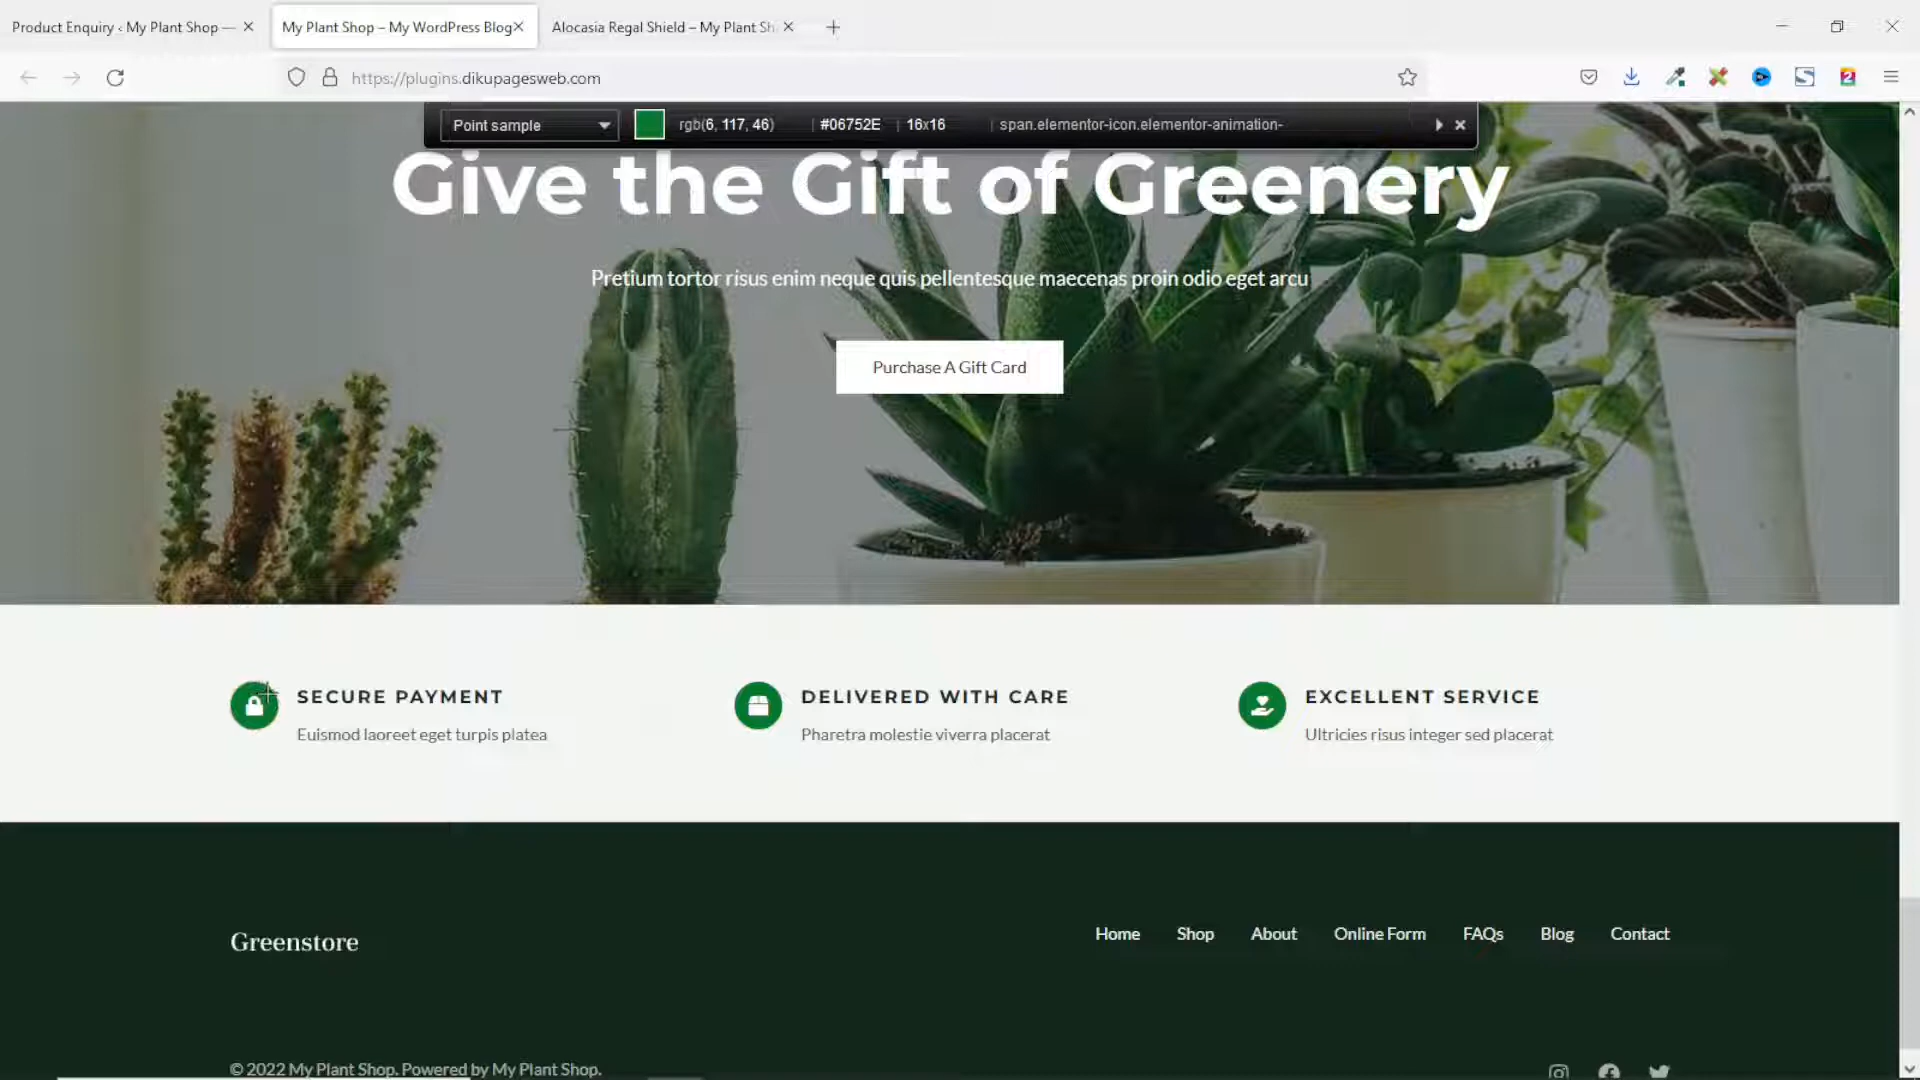 Product Enquiry ‹ My Plant Shop —
My Plant Shop – My WordPress Blog
Alocasia Regal Shield – My Plant Sh
https://plugins.dikupagesweb.com
Point sample
rgb(6, 117, 46)
#06752E
16x16
span.elementor-icon.elementor-animation-
Give the Gift of Greenery
Pretium tortor risus enim neque quis pellentesque maecenas proin odio eget arcu
Purchase A Gift Card
SECURE PAYMENT
Euismod laoreet eget turpis platea
DELIVERED WITH CARE
Pharetra molestie viverra placerat
EXCELLENT SERVICE
Ultricies risus integer sed placerat
Greenstore
Home Shop About Online Form FAQs Blog Contact
© 2022 My Plant Shop. Powered by My Plant Shop.